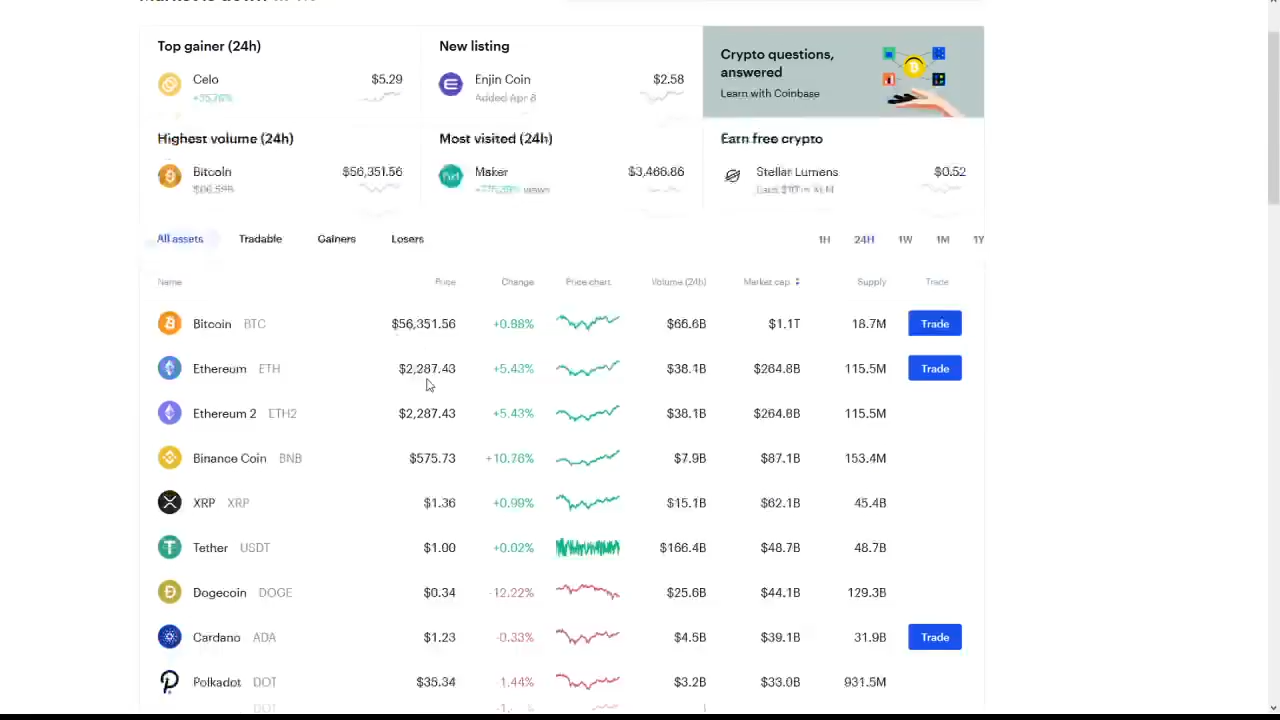 Top gainer (24h) New listing Crypto questions, answered
Celo $5.29 Enjin Coin $2.58
+35.76% Added Apr 8 Learn with Coinbase
Highest volume (24h) Most visited (24h) Earn free crypto
Bitcoin $56,351.56 Maker $3,466.86 Stellar Lumens $0.52
views
All assets Tradable Gainers Losers 1H 24H 1W 1M 1Y
Name Price Change Price chart Volume (24h) Market cap Supply Trade
Bitcoin BTC $56,351.56 +0.98% $66.6B $1.1T 18.7M Trade
Ethereum ETH $2,287.43 +5.43% $38.1B $264.8B 115.5M Trade
Ethereum 2 ETH2 $2,287.43 +5.43% $38.1B $264.8B 115.5M
Binance Coin BNB $575.73 +10.76% $7.9B $87.1B 153.4M
XRP XRP $1.36 +0.99% $15.1B $62.1B 45.4B
Tether USDT $1.00 +0.02% $166.4B $48.7B 48.7B
Dogecoin DOGE $0.34 -12.22% $25.6B $44.1B 129.3B
Cardano ADA $1.23 -0.33% $4.5B $39.1B 31.9B Trade
Polkadot DOT $35.34 1.44% $3.2B $33.0B 931.5M
DOT